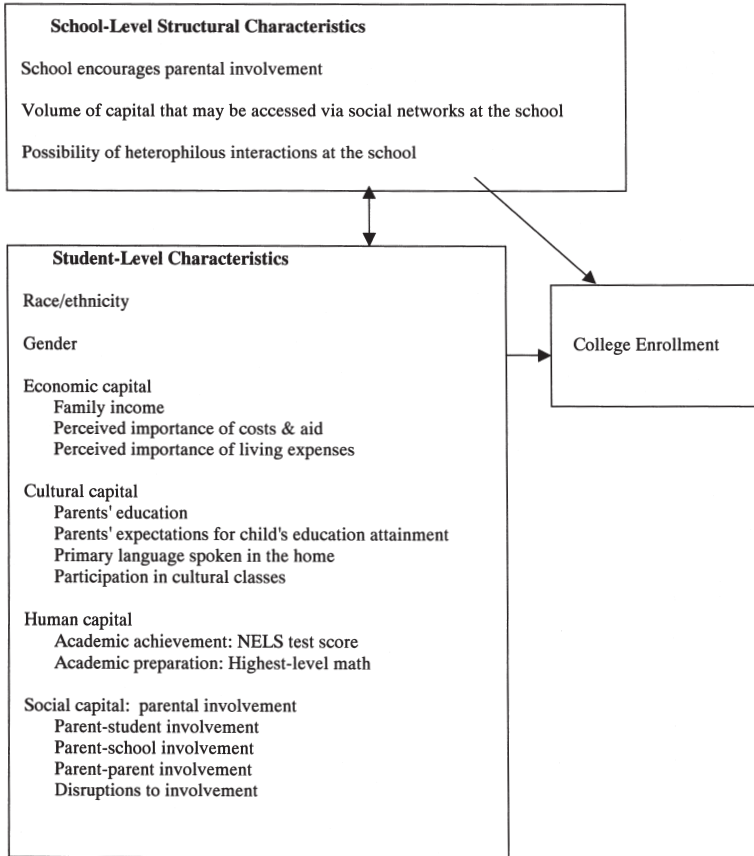 School-Level Structural Characteristics
School encourages parental involvement
Volume of capital that may be accessed via social networks at the school
Possibility of heterophilous interactions at the school
Student-Level Characteristics
Race/ethnicity
Gender
Economic capital
Family income
Perceived importance of costs & aid
Perceived importance of living expenses
Cultural capital
Parents' education
Parents' expectations for child's education attainment
Primary language spoken in the home
Participation in cultural classes
Human capital
Academic achievement: NELS test score
Academic preparation: Highest-level math
Social capital: parental involvement
Parent-student involvement
Parent-school involvement
Parent-parent involvement
Disruptions to involvement
College Enrollment